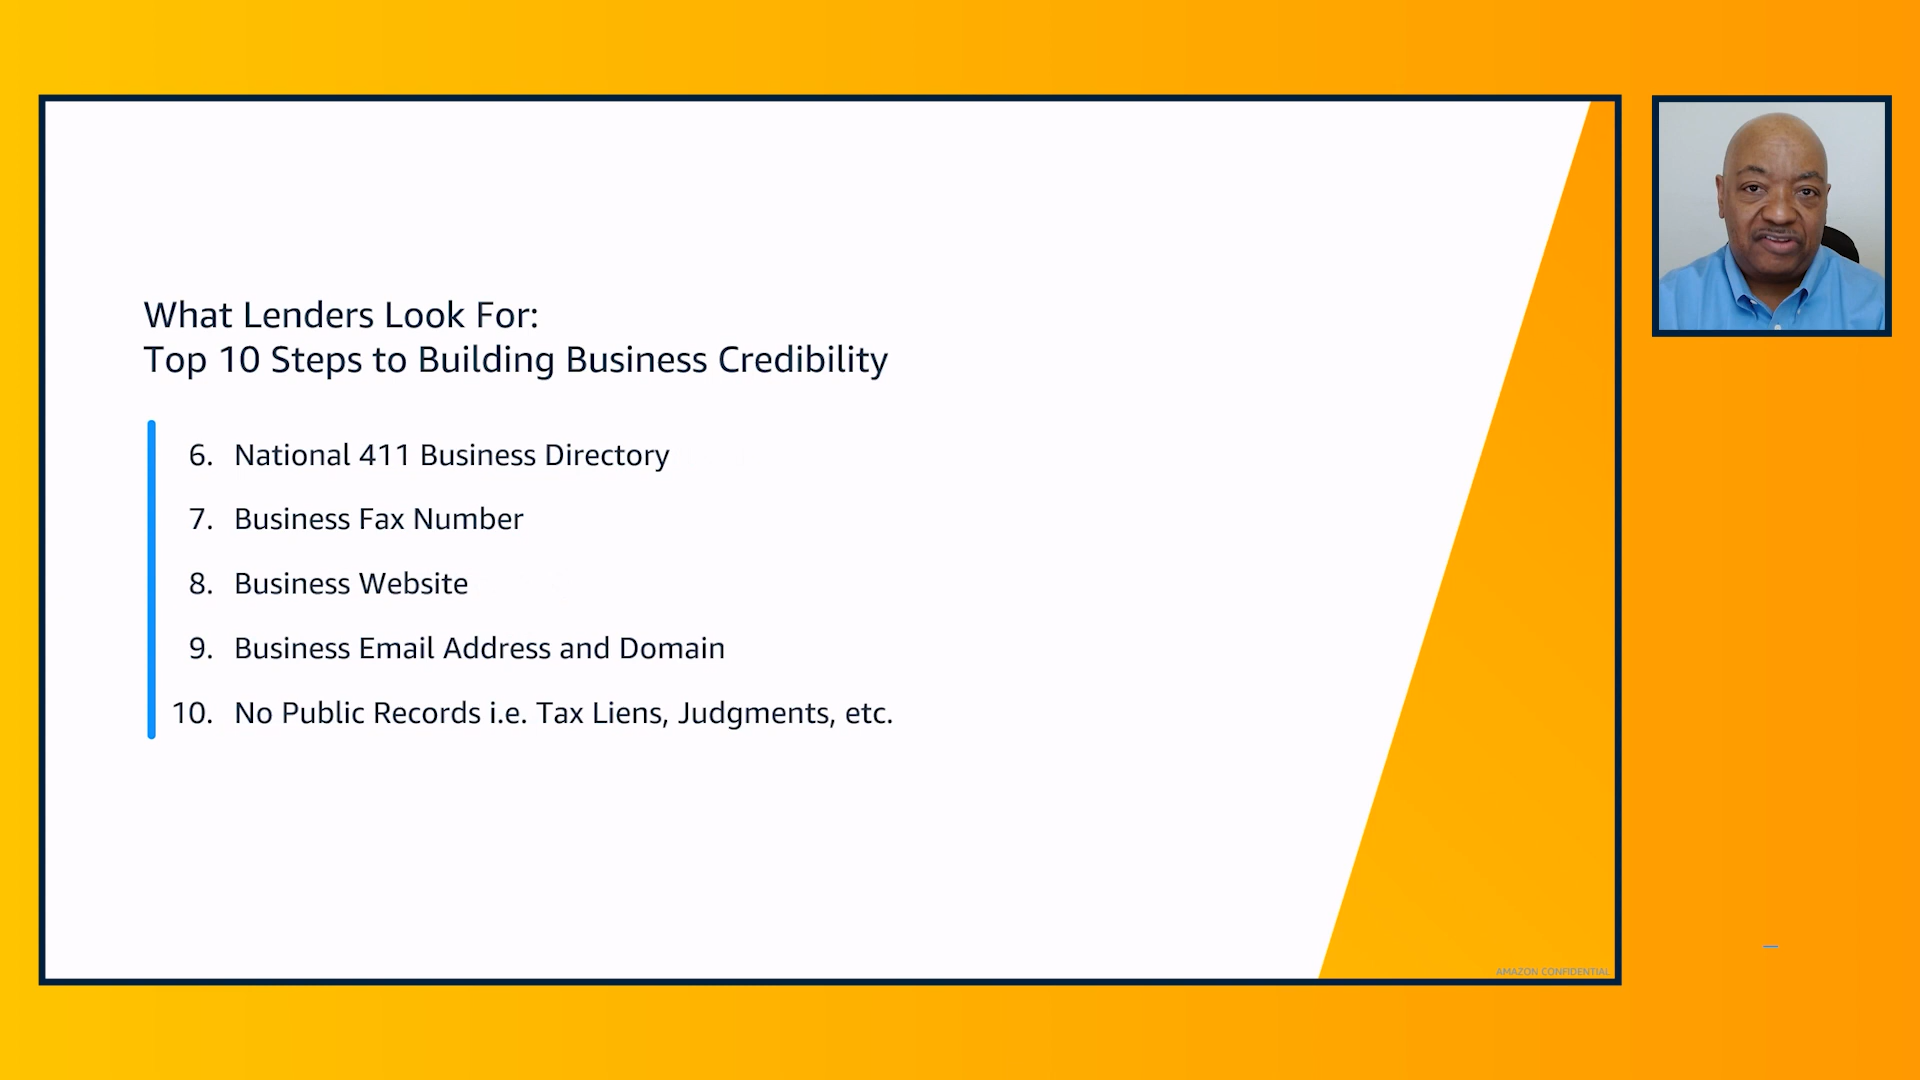 What Lenders Look For:
Top 10 Steps to Building Business Credibility
6. National 411 Business Directory
7. Business Fax Number
8. Business Website
9. Business Email Address and Domain
10. No Public Records i.e. Tax Liens, Judgments, etc.
AMAZON CONFIDENTIAL